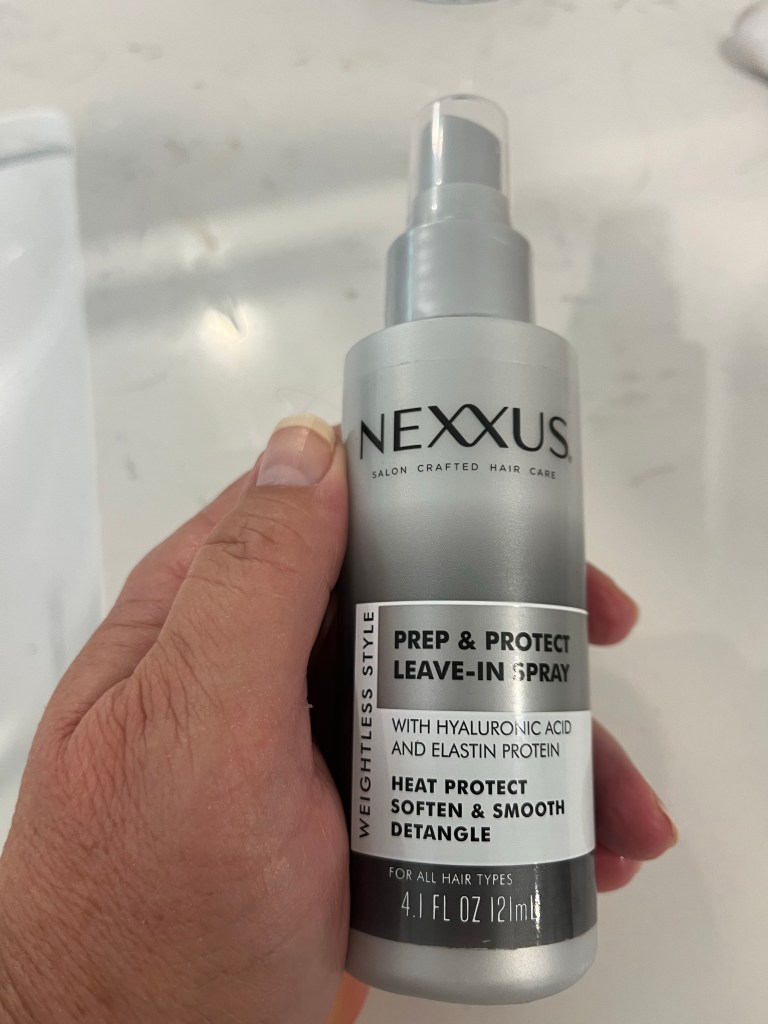 NEXXUS
SALON CRAFTED HAIR CARE
WEIGHTLESS STYLE
PREP & PROTECT
LEAVE-IN SPRAY
WITH HYALURONIC ACID
AND ELASTIN PROTEIN
HEAT PROTECT
SOFTEN & SMOOTH
DETANGLE
FOR ALL HAIR TYPES
4.1 FL OZ 121mL